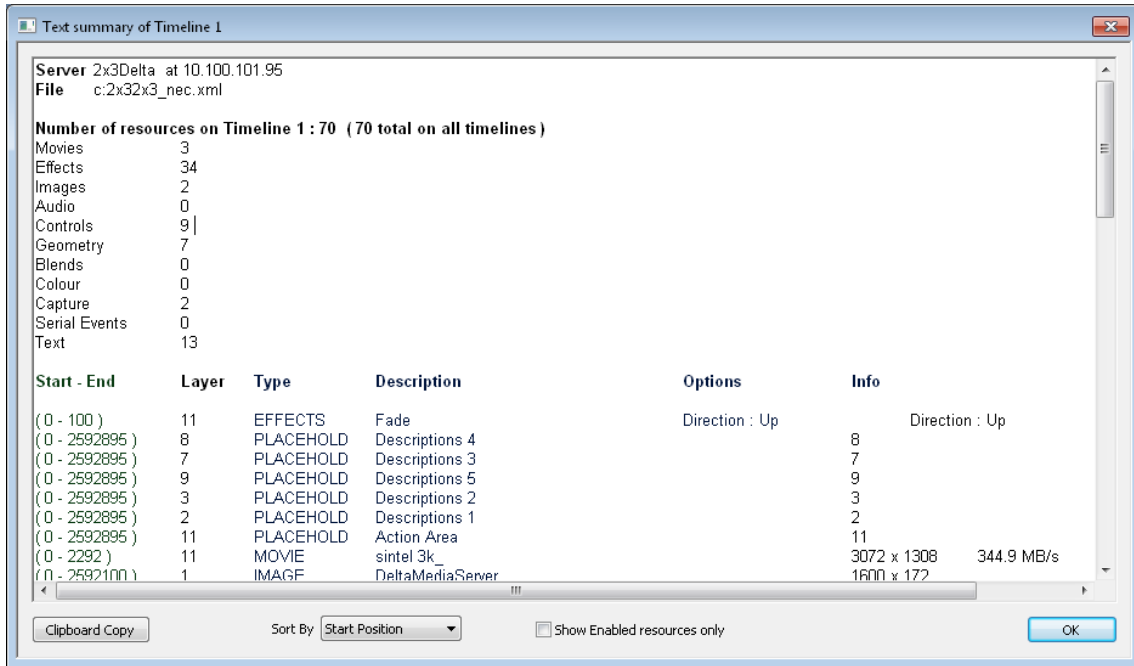 Text summary of Timeline 1
Server 2x3Delta at 10.100.101.95
File c:2x32x3_nec.xml
Number of resources on Timeline 1 : 70 ( 70 total on all timelines )
Movies 3
Effects 34
Images 2
Audio 0
Controls 9
Geometry 7
Blends 0
Colour 0
Capture 2
Serial Events 0
Text 13
Start - End Layer Type Description Options Info
( 0 - 100 ) 11 EFFECTS Fade Direction : Up Direction : Up
( 0 - 2592895 ) 8 PLACEHOLD Descriptions 4 8
( 0 - 2592895 ) 7 PLACEHOLD Descriptions 3 7
( 0 - 2592895 ) 9 PLACEHOLD Descriptions 5 9
( 0 - 2592895 ) 3 PLACEHOLD Descriptions 2 3
( 0 - 2592895 ) 2 PLACEHOLD Descriptions 1 2
( 0 - 2592895 ) 11 PLACEHOLD Action Area 11
( 0 - 2292 ) 11 MOVIE sintel 3k_ 3072 x 1308 344.9 MB/s
( 0 - 2592100 ) 1 IMAGE DeltaMediaServer 1600 x 172
Clipboard Copy Sort By Start Position Show Enabled resources only OK